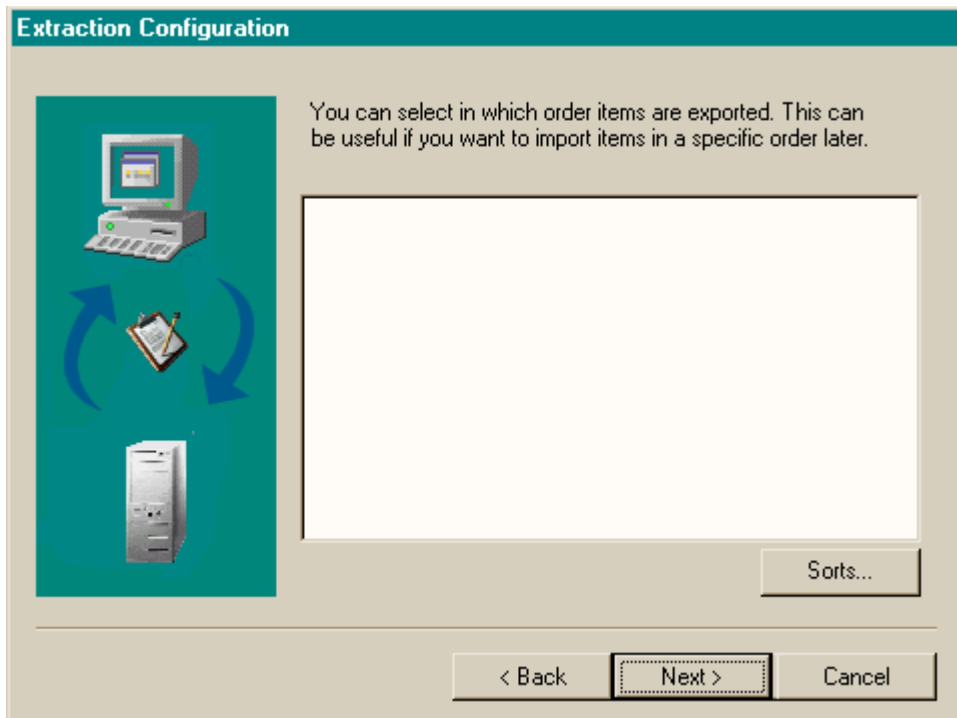 Extraction Configuration
You can select in which order items are exported. This can
be useful if you want to import items in a specific order later.
Sorts...
< Back
Next >
Cancel